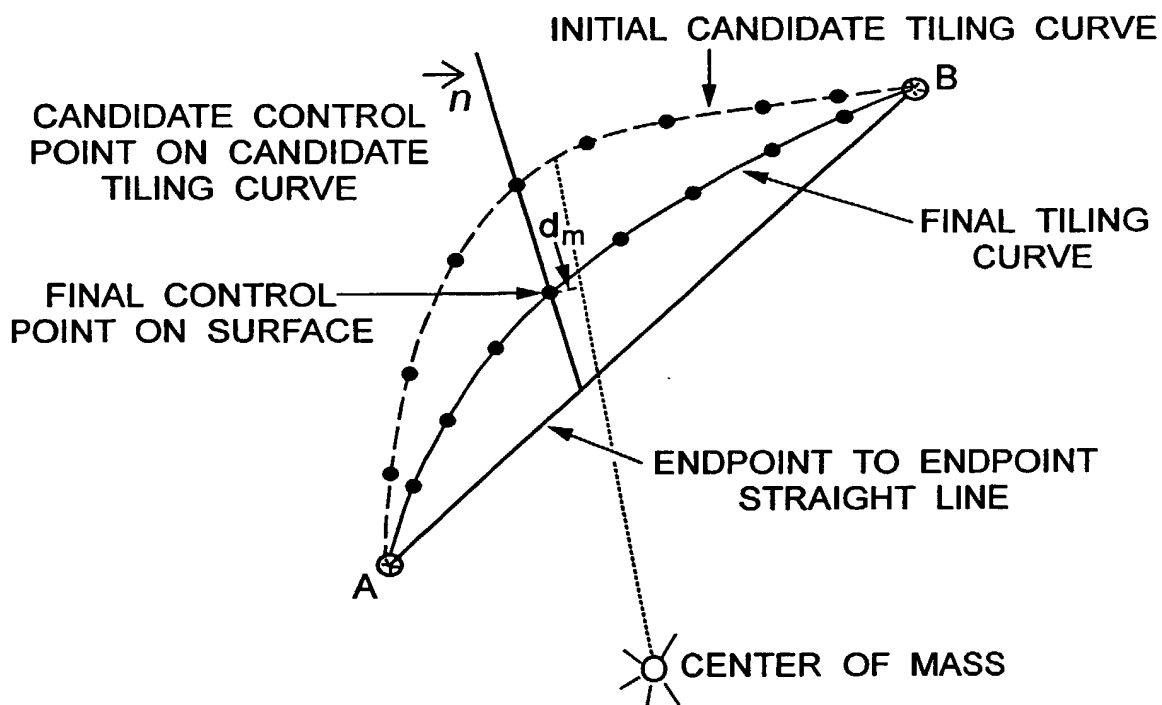 INITIAL CANDIDATE TILING CURVE
B
n
CANDIDATE CONTROL
POINT ON CANDIDATE
TILING CURVE
dm
FINAL TILING
CURVE
FINAL CONTROL
POINT ON SURFACE
ENDPOINT TO ENDPOINT
STRAIGHT LINE
A
CENTER OF MASS